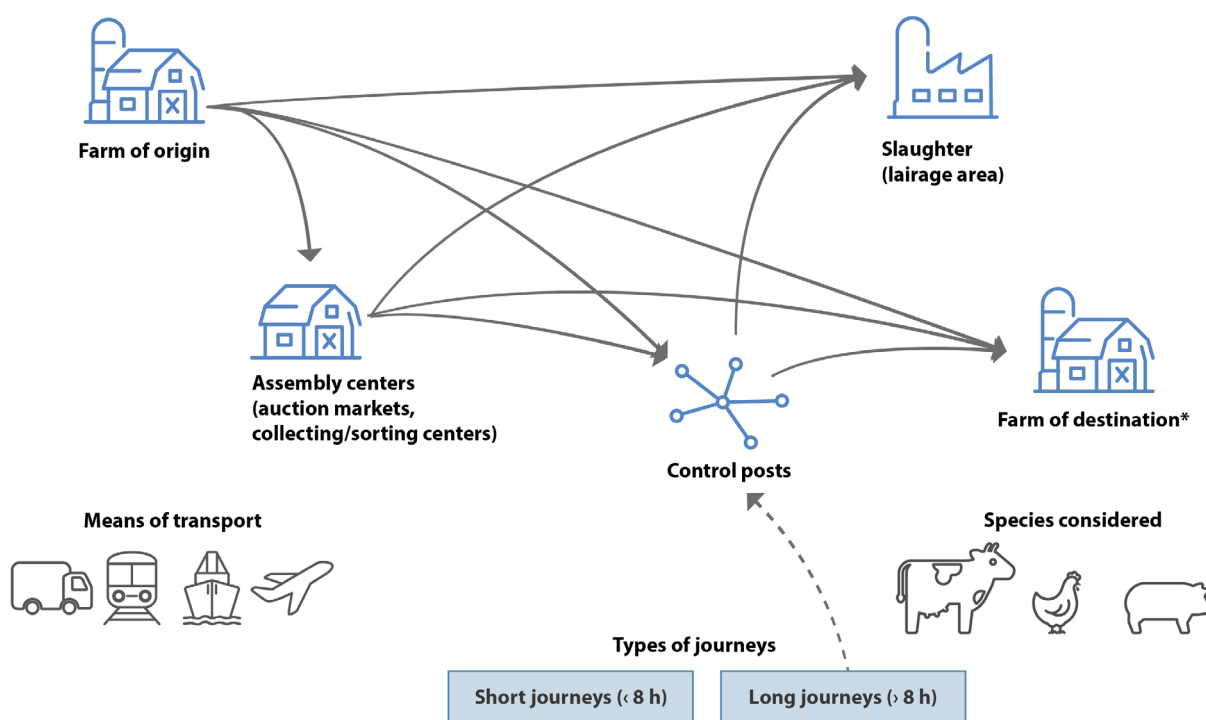 Farm of origin
Slaughter
(lairage area)
Assembly centers
(auction markets,
collecting/sorting centers)
Farm of destination*
Control posts
Means of transport
Species considered
Types of journeys
Short journeys (‹ 8 h)
Long journeys (› 8 h)